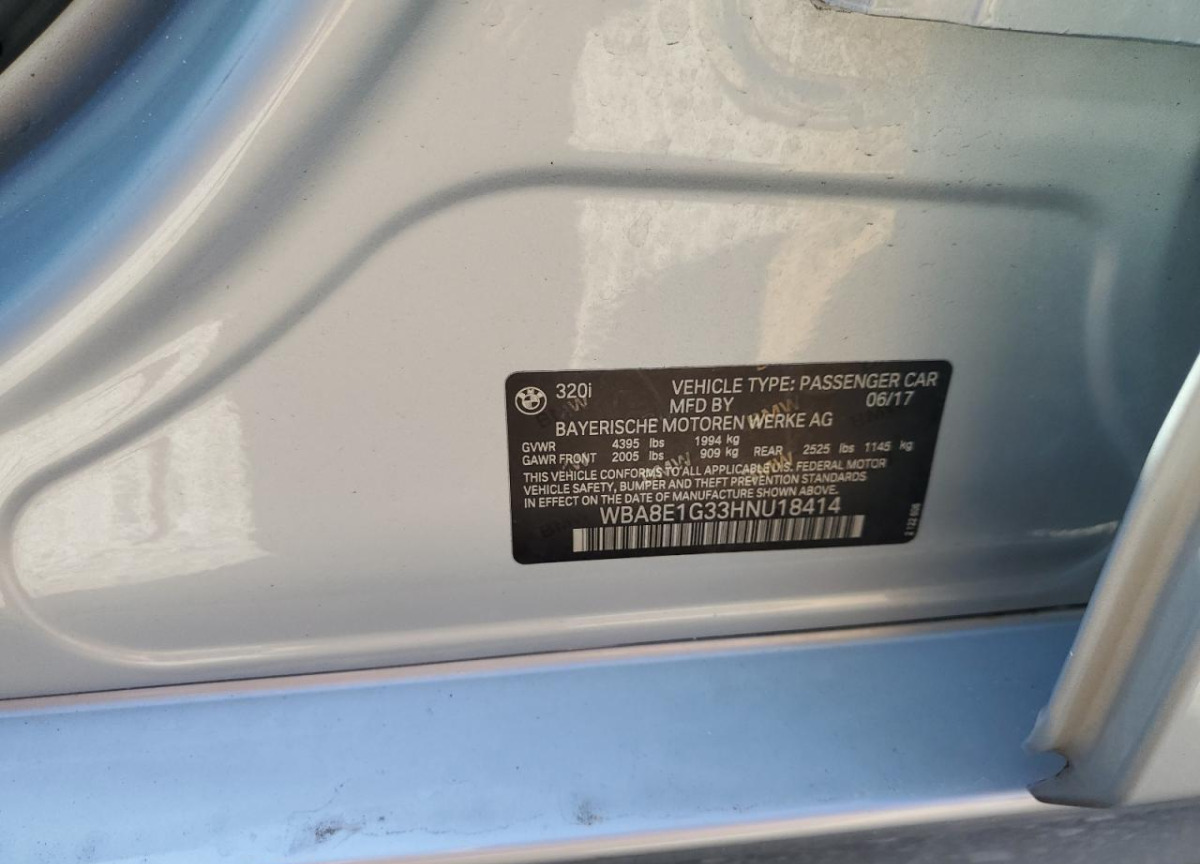 320i VEHICLE TYPE: PASSENGER CAR
MFD BY 06/17
BAYERISCHE MOTOREN WERKE AG
GVWR 4395 lbs 1994 kg
GAWR FRONT 2005 lbs 909 kg REAR 2525 lbs 1145 kg
THIS VEHICLE CONFORMS TO ALL APPLICABLE U.S. FEDERAL MOTOR
VEHICLE SAFETY, BUMPER AND THEFT PREVENTION STANDARDS
IN EFFECT ON THE DATE OF MANUFACTURE SHOWN ABOVE.
WBA8E1G33HNU18414